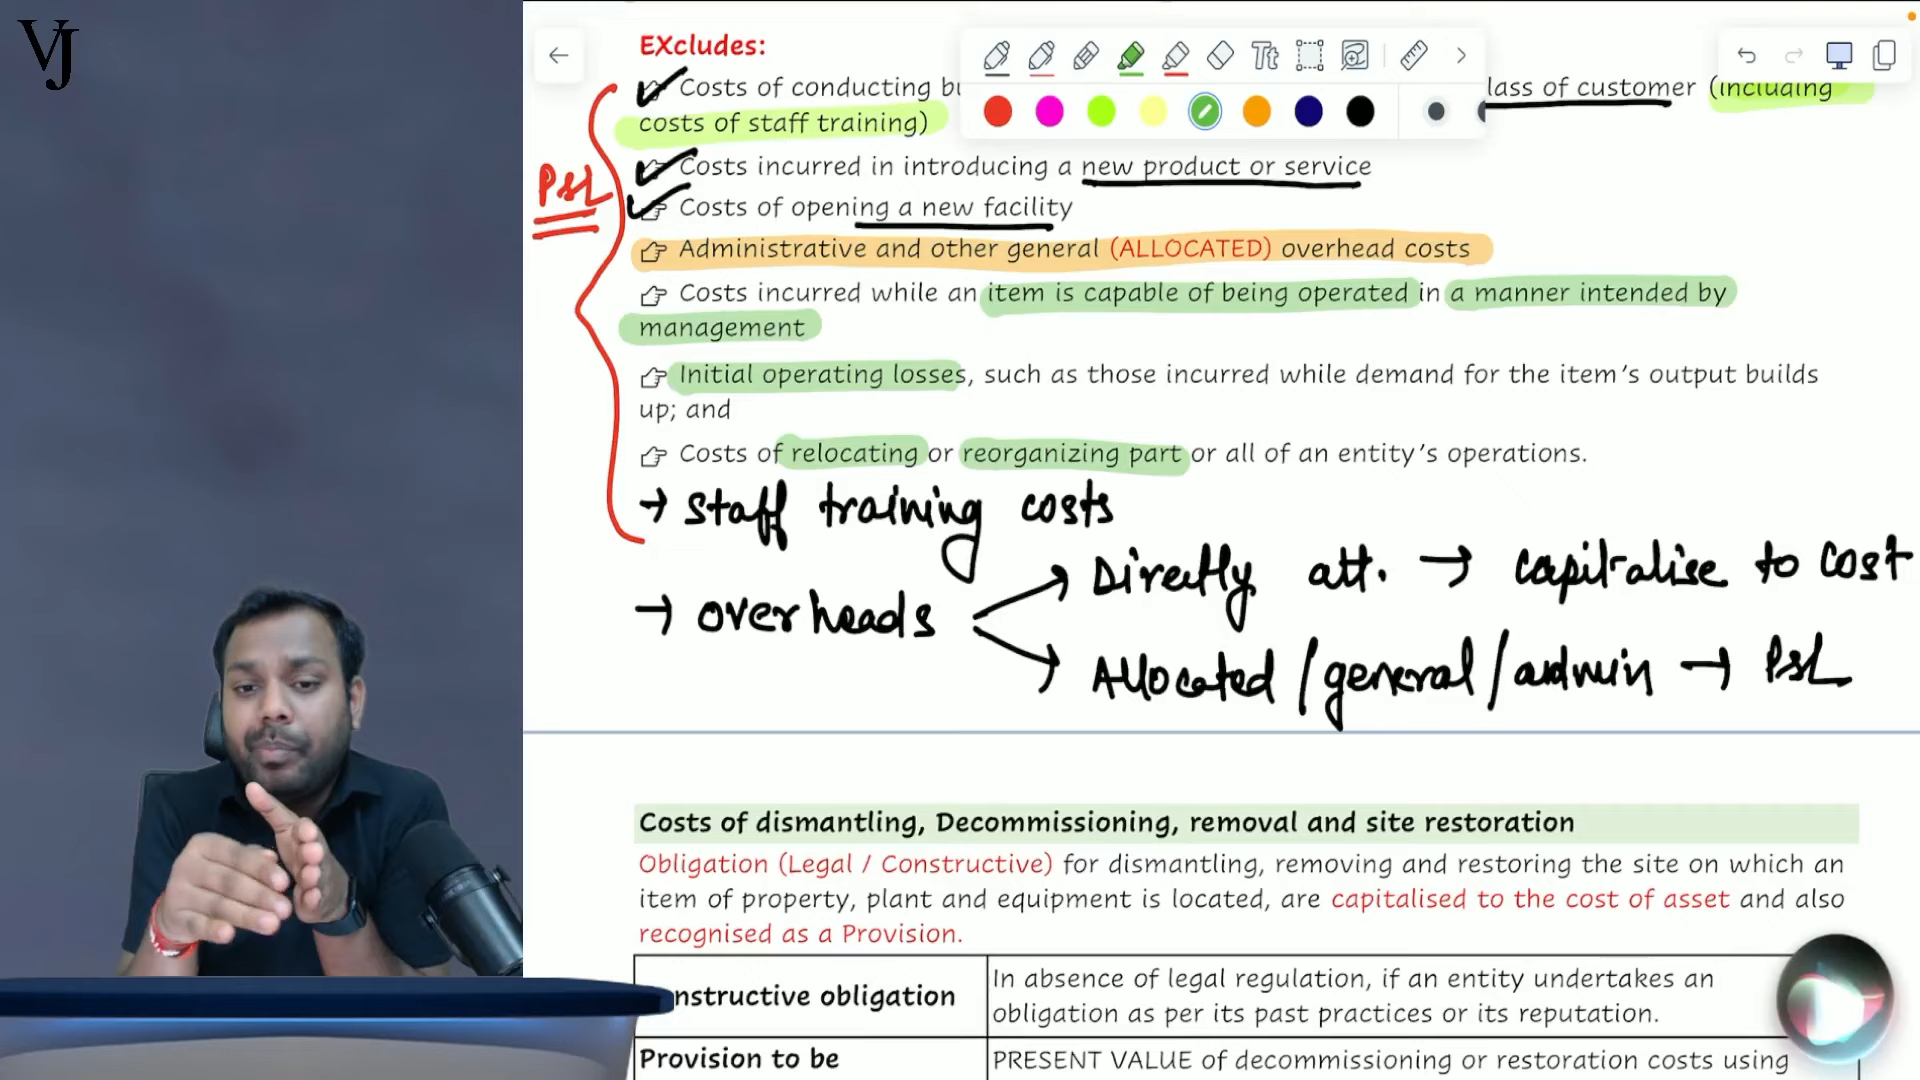 VJ
EXcludes:
Costs of conducting bu lass of customer (including
costs of staff training)
Costs incurred in introducing a new product or service
Costs of opening a new facility
Administrative and other general (ALLOCATED) overhead costs
Costs incurred while an item is capable of being operated in a manner intended by
management
Initial operating losses, such as those incurred while demand for the item's output builds
up; and
Costs of relocating or reorganizing part or all of an entity's operations.
P&L
→ Staff training costs
→ overheads
Directly att. → capitalise to cost
Allocated/general/admin → P&L
Costs of dismantling, Decommissioning, removal and site restoration
Obligation (Legal / Constructive) for dismantling, removing and restoring the site on which an
item of property, plant and equipment is located, are capitalised to the cost of asset and also
recognised as a Provision.
nstructive obligation
In absence of legal regulation, if an entity undertakes an
obligation as per its past practices or its reputation.
Provision to be
PRESENT VALUE of decommissioning or restoration costs using